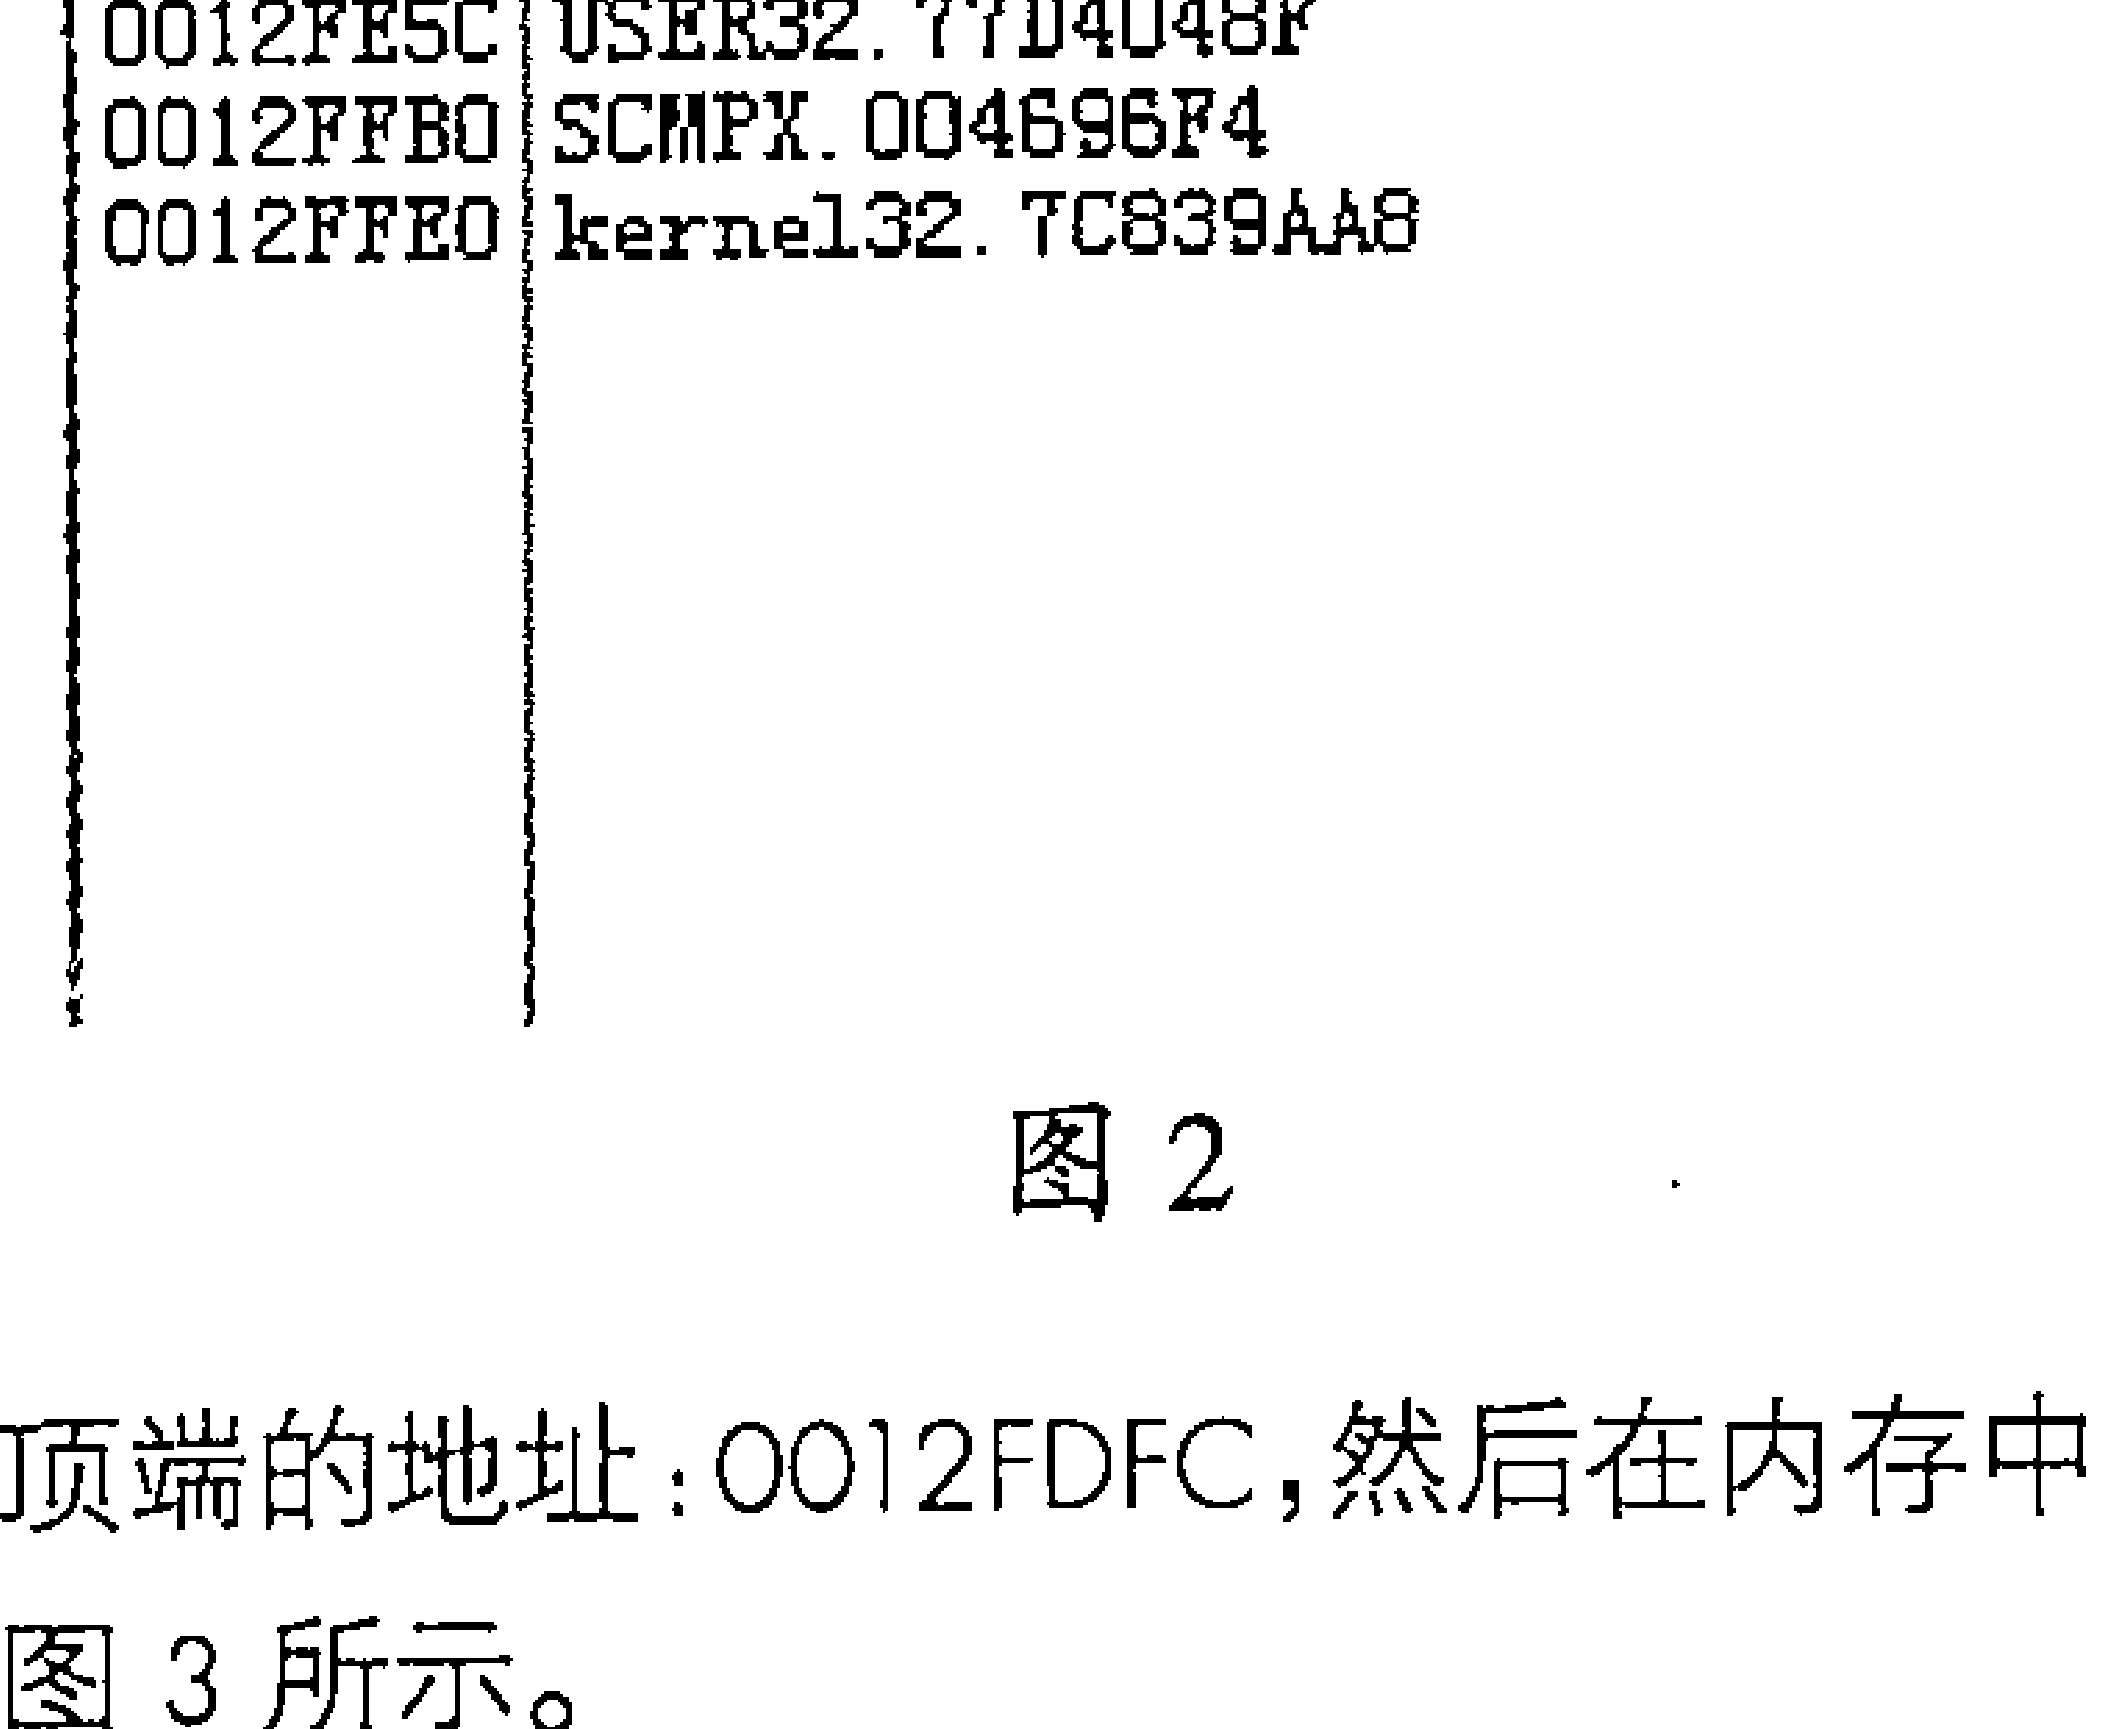 0012FE5C USER32.77D4048F
0012FFB0 SCMPX.004696F4
0012FFE0 kernel32.7C839AA8
图 2
顶端的地址:0012FDFC,然后在内存中
图 3 所示。